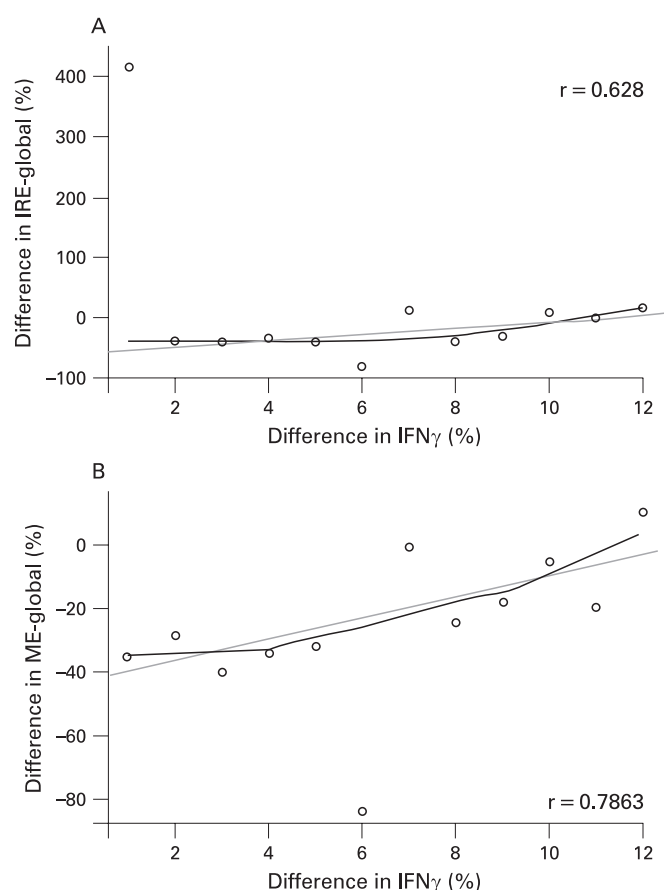 A
Difference in IRE-global (%)
400
300
200
100
0
−100
r = 0.628
2 4 6 8 10 12
Difference in IFNγ (%)
B
Difference in ME-global (%)
0
−20
−40
−60
−80
r = 0.7863
2 4 6 8 10 12
Difference in IFNγ (%)